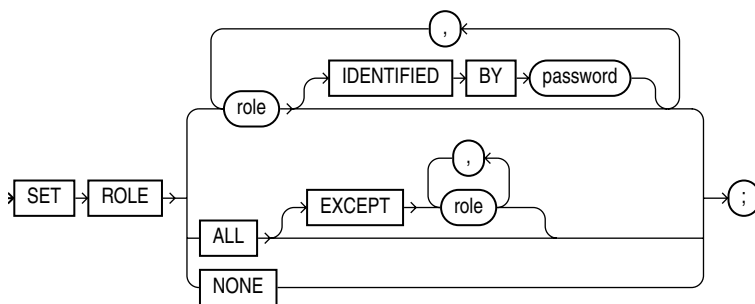 ,
IDENTIFIED BY password
role
,
EXCEPT role
SET ROLE ;
ALL
NONE